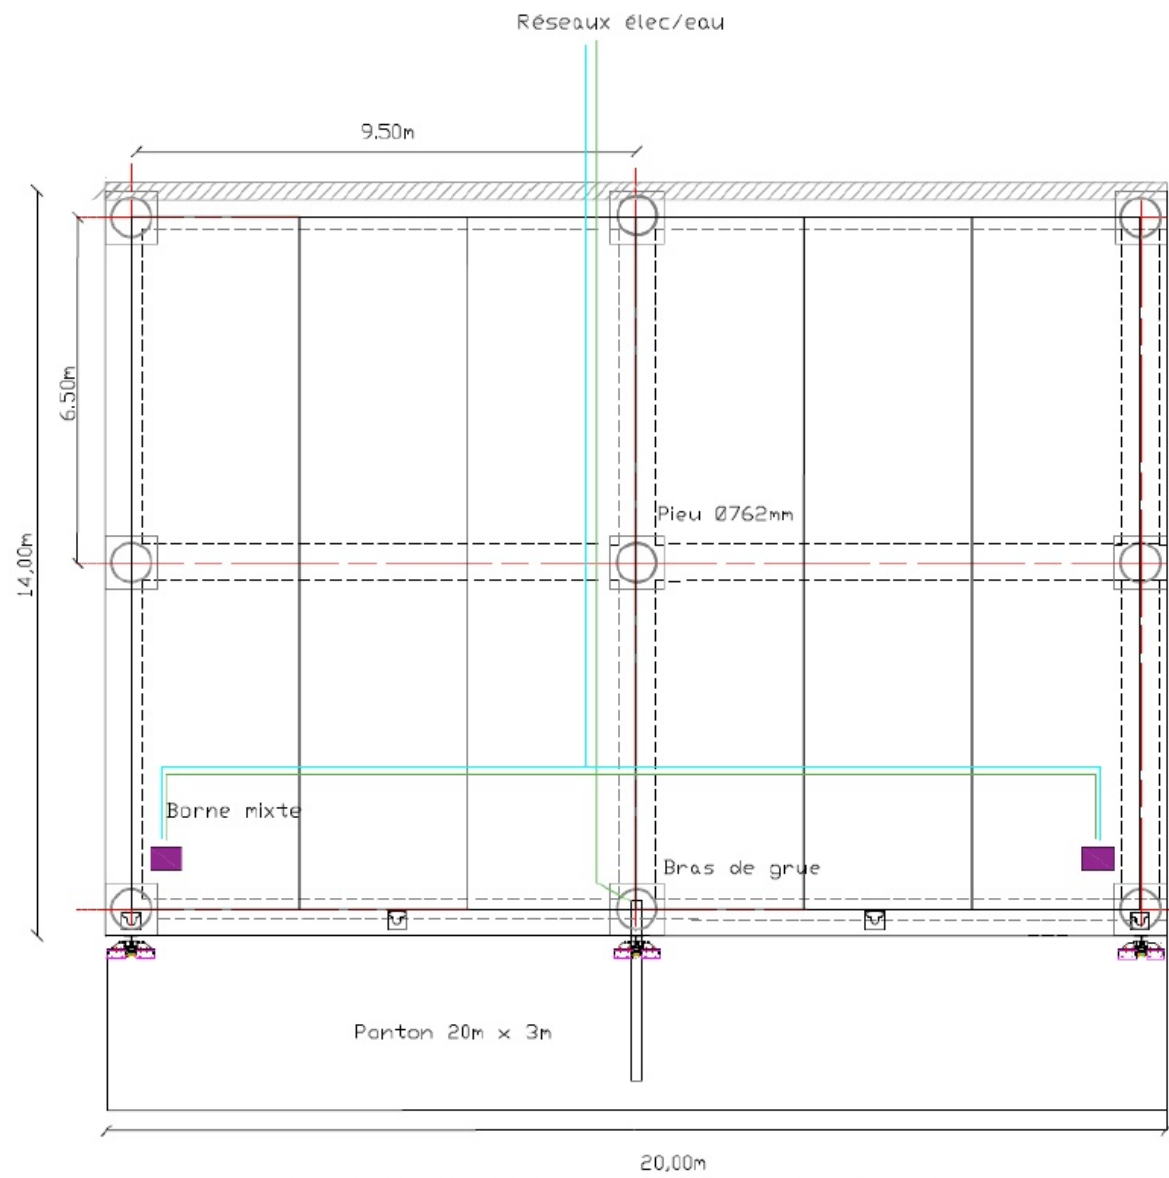 Réseaux élec/eau
9.50m
6.50m
Pieu Ø762mm
14,00m
Borne mixte
Bras de grue
Ponton 20m x 3m
20,00m